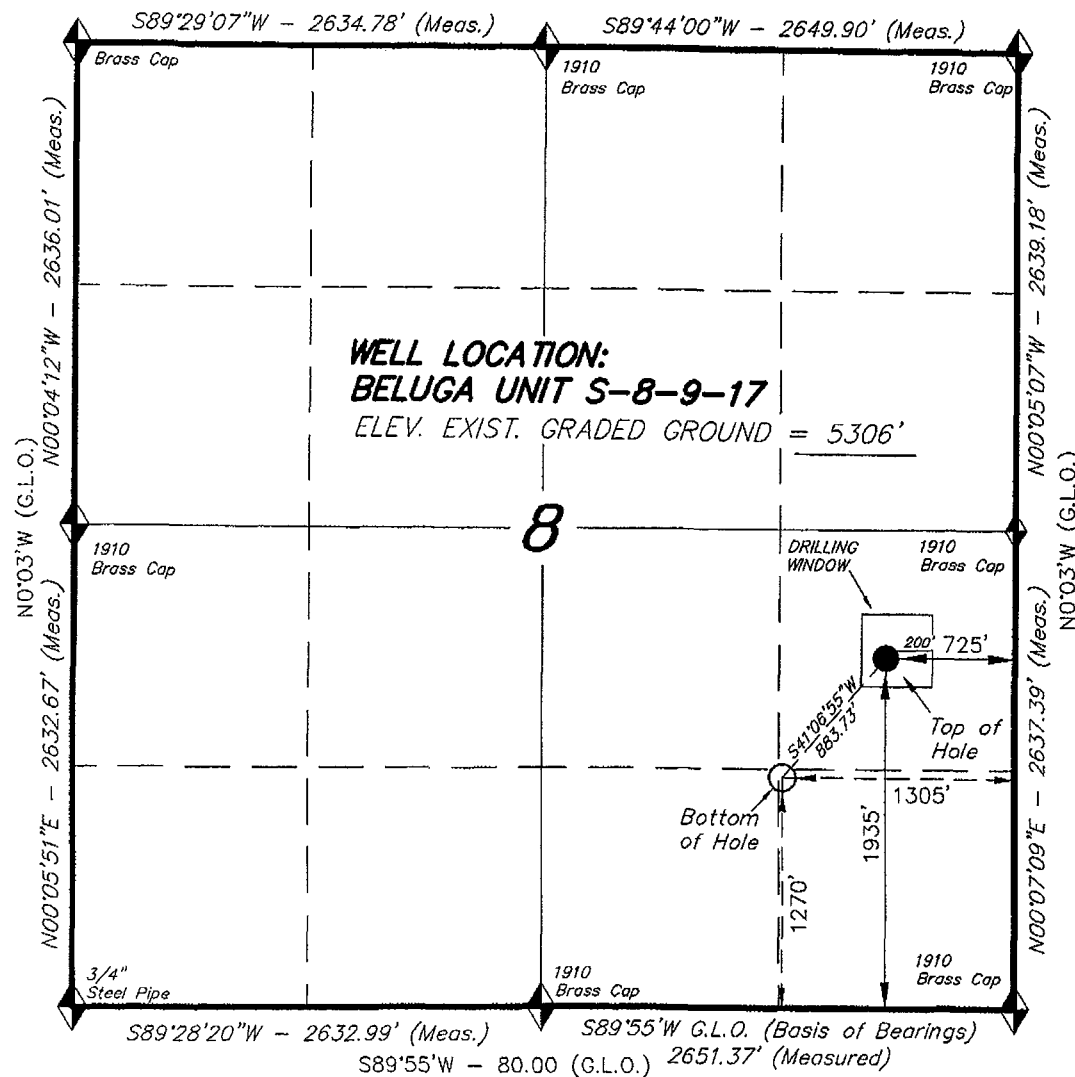 S89°29'07"W - 2634.78' (Meas.)
S89°44'00"W - 2649.90' (Meas.)
Brass Cap
1910
Brass Cap
1910
Brass Cap
N00°04'12"W - 2636.01' (Meas.)
N00°05'07"W - 2639.18' (Meas.)
WELL LOCATION:
BELUGA UNIT S-8-9-17
ELEV. EXIST. GRADED GROUND = 5306'
N0°03'W (G.L.O.)
N0°03'W (G.L.O.)
8
1910
Brass Cap
DRILLING
WINDOW
1910
Brass Cap
200'
725'
S41°06'55"W
883.73'
Top of
Hole
N00°05'51"E - 2632.67' (Meas.)
N00°07'09"E - 2637.39' (Meas.)
1305'
Bottom
of Hole
1935'
1270'
3/4"
Steel Pipe
1910
Brass Cap
1910
Brass Cap
S89°28'20"W - 2632.99' (Meas.)
S89°55'W G.L.O. (Basis of Bearings)
2651.37' (Measured)
S89°55'W - 80.00 (G.L.O.)